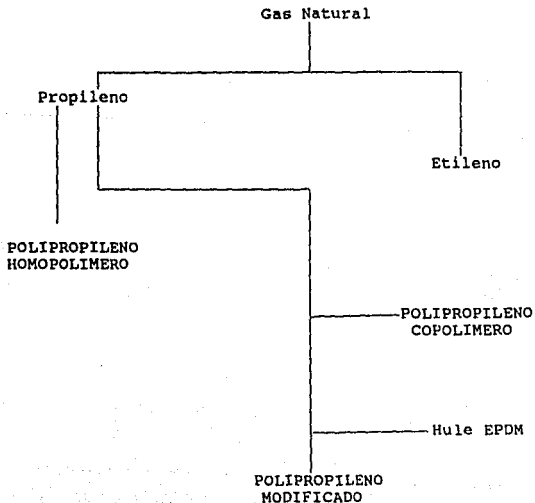 Gas Natural
Propileno
Etileno
POLIPROPILENO
HOMOPOLIMERO
POLIPROPILENO
COPOLIMERO
Hule EPDM
POLIPROPILENO
MODIFICADO